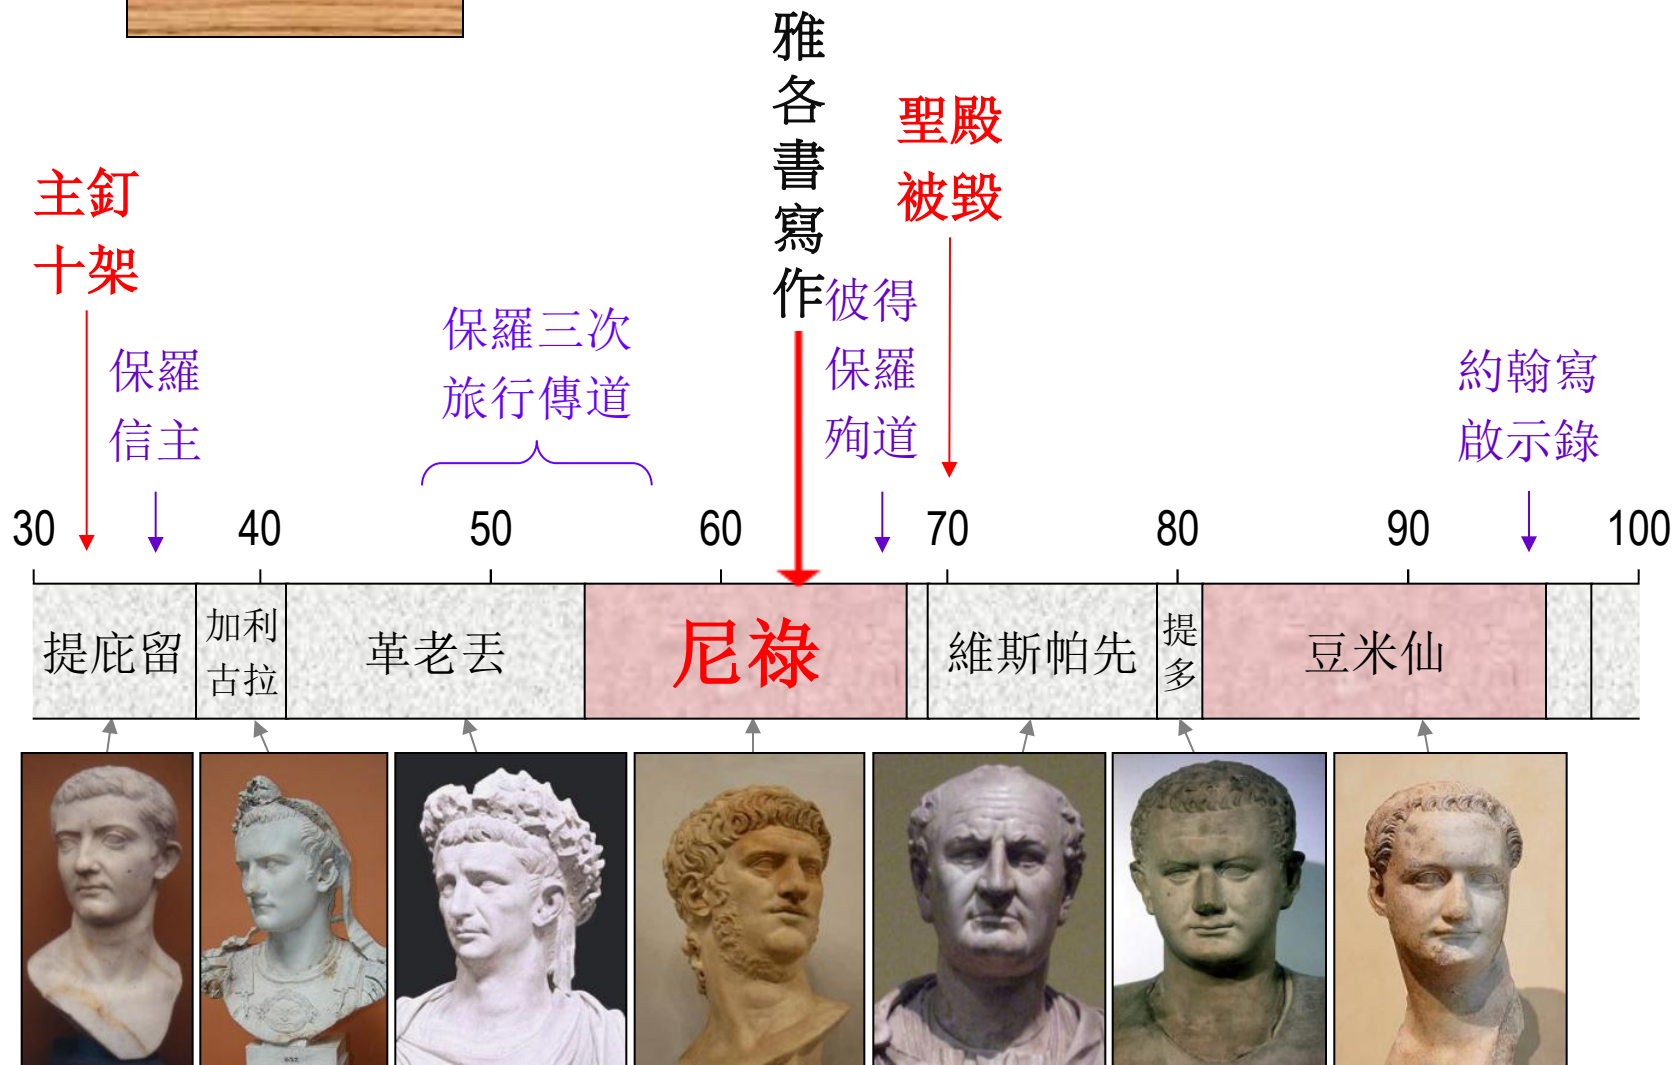 雅各書寫作
聖殿
被毀
主釘
十架
彼得
保羅
殉道
保羅三次
旅行傳道
保羅
信主
約翰寫
啟示錄
30 40 50 60 70 80 90 100
提庇留
加利
古拉
革老丟
尼祿
維斯帕先
提
多
豆米仙